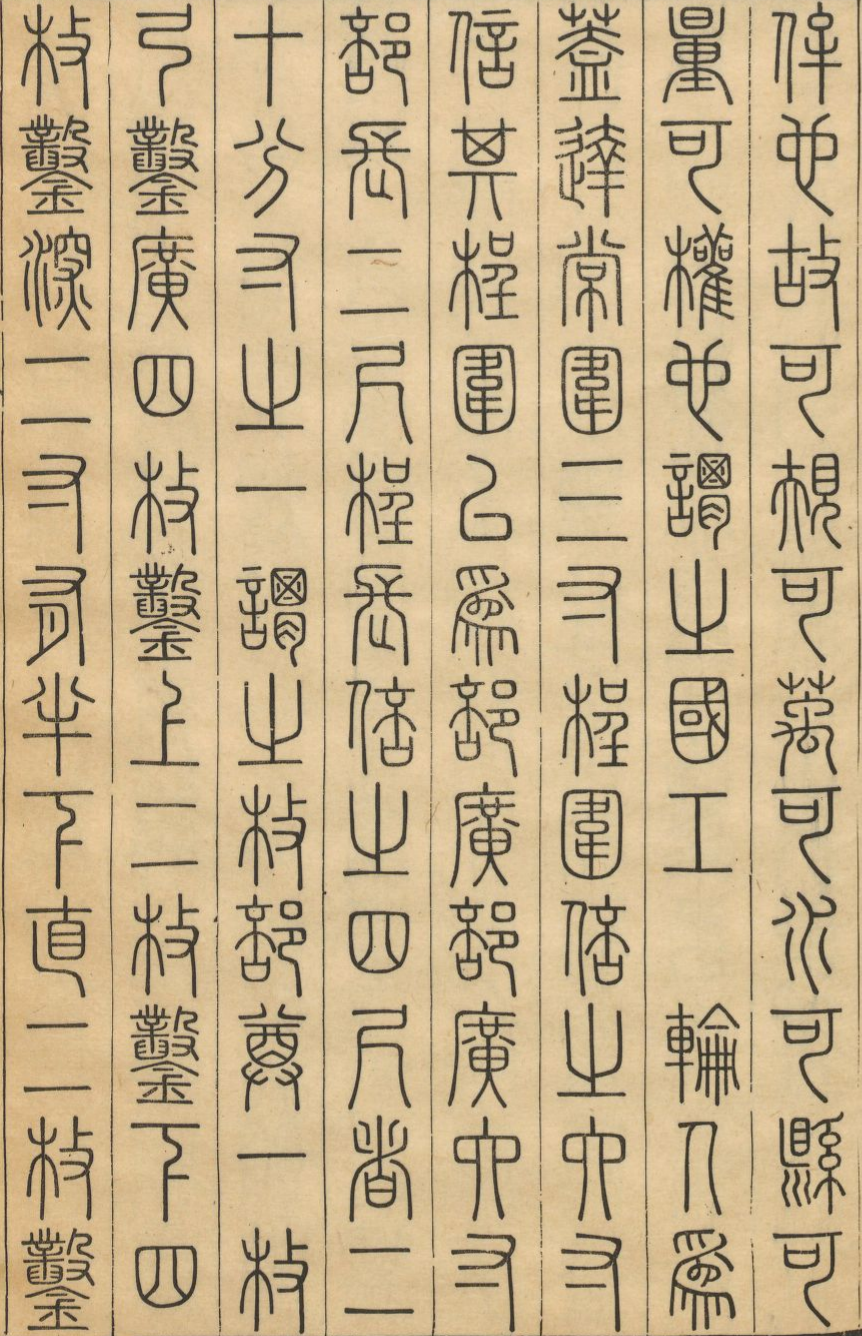 侔也故可規可萬可水可縣可
量可權也謂之國工　輪人爲
蓋達常圍三寸桯圍倍之六寸
信其桯圍以爲部廣部廣六寸
部長二尺桯長倍之四尺者二
十分寸之一謂之枚部尊一枚
弓鑿廣四枚鑿上二枚鑿下四
枚鑿深二寸有半下直二枚鑿